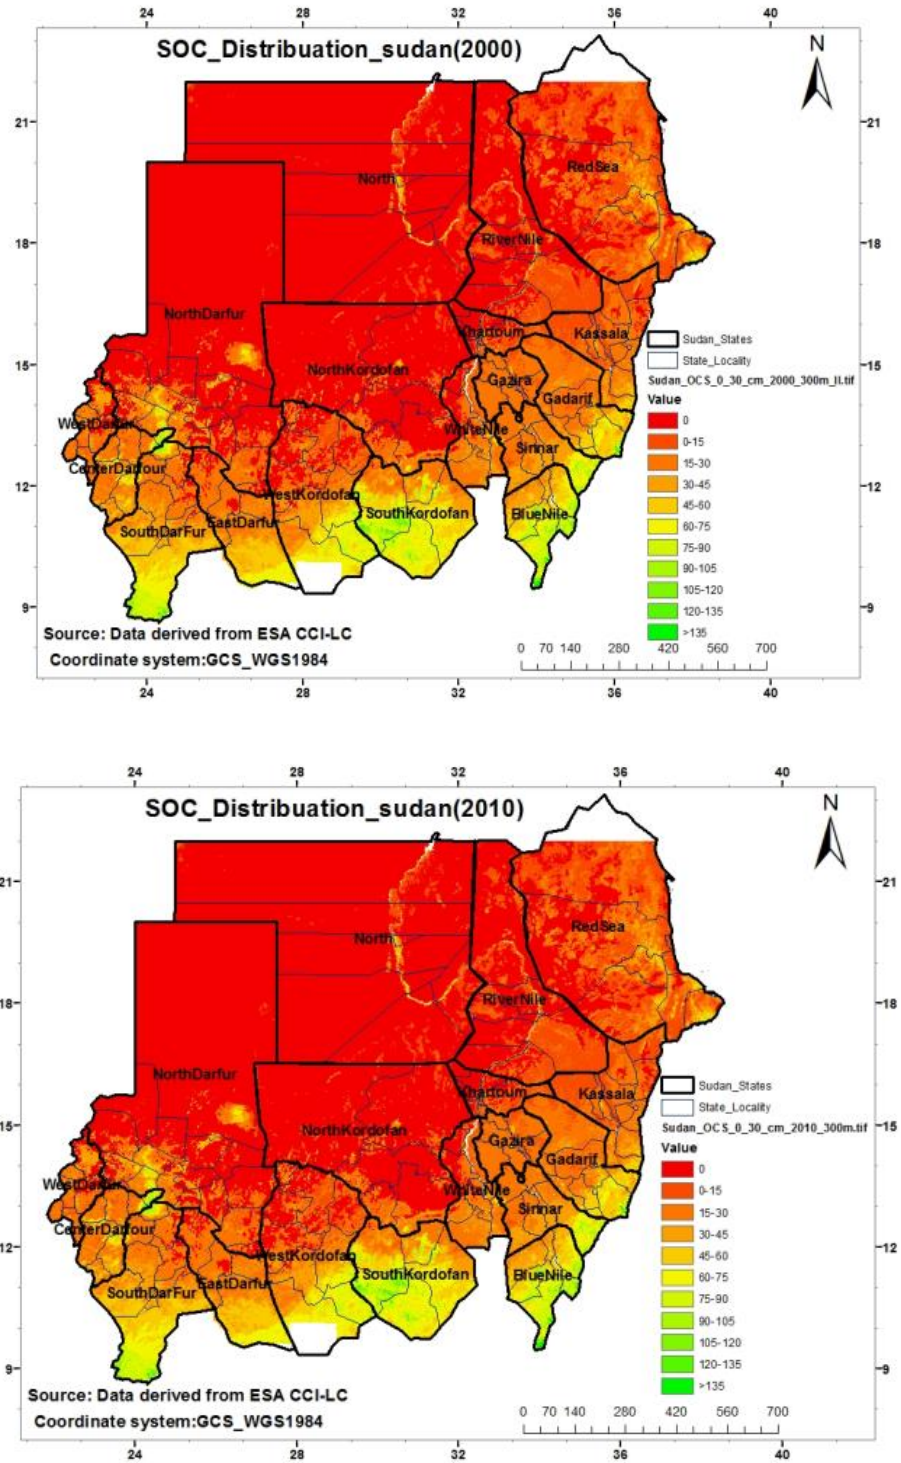 24 28 32 36 40
SOC_Distribuation_sudan(2000)
N
21
RedSea
North
18
RiverNile
NorthDarfur
Khartoum
Kassala
Sudan_States
15
State_Locality
NorthKordofan
Gazira
Sudan_OCS_0_30_cm_2000_300m_II.tif
Gadarif
Value
WestDarfur
WhiteNile
0
Sinnar
0-15
CenterDarfour
15-30
12
WestKordofan
30-45
SouthKordofan
BlueNile
45-60
EastDarfur
SouthDarFur
60-75
75-90
90-105
105-120
9
120-135
Source: Data derived from ESA CCI-LC
>135
Coordinate system:GCS_WGS1984
0 70 140 280 420 560 700
24 28 32 36 40
24 28 32 36 40
SOC_Distribuation_sudan(2010)
N
21 21
RedSea
North
18 18
RiverNile
NorthDarfur
Khartoum
Kassala
Sudan_States
State_Locality
15 15
NorthKordofan
Gazira
Sudan_OCS_0_30_cm_2010_300m.tif
Gadarif
Value
WestDarfur
WhiteNile
0
0-15
Sinnar
15-30
CenterDarfour
30-45
12 12
WestKordofan
45-60
SouthKordofan
BlueNile
60-75
EastDarfur
SouthDarFur
75-90
90-105
105-120
9 9
120-135
>135
Source: Data derived from ESA CCI-LC
Coordinate system:GCS_WGS1984
0 70 140 280 420 560 700
24 28 32 36 40